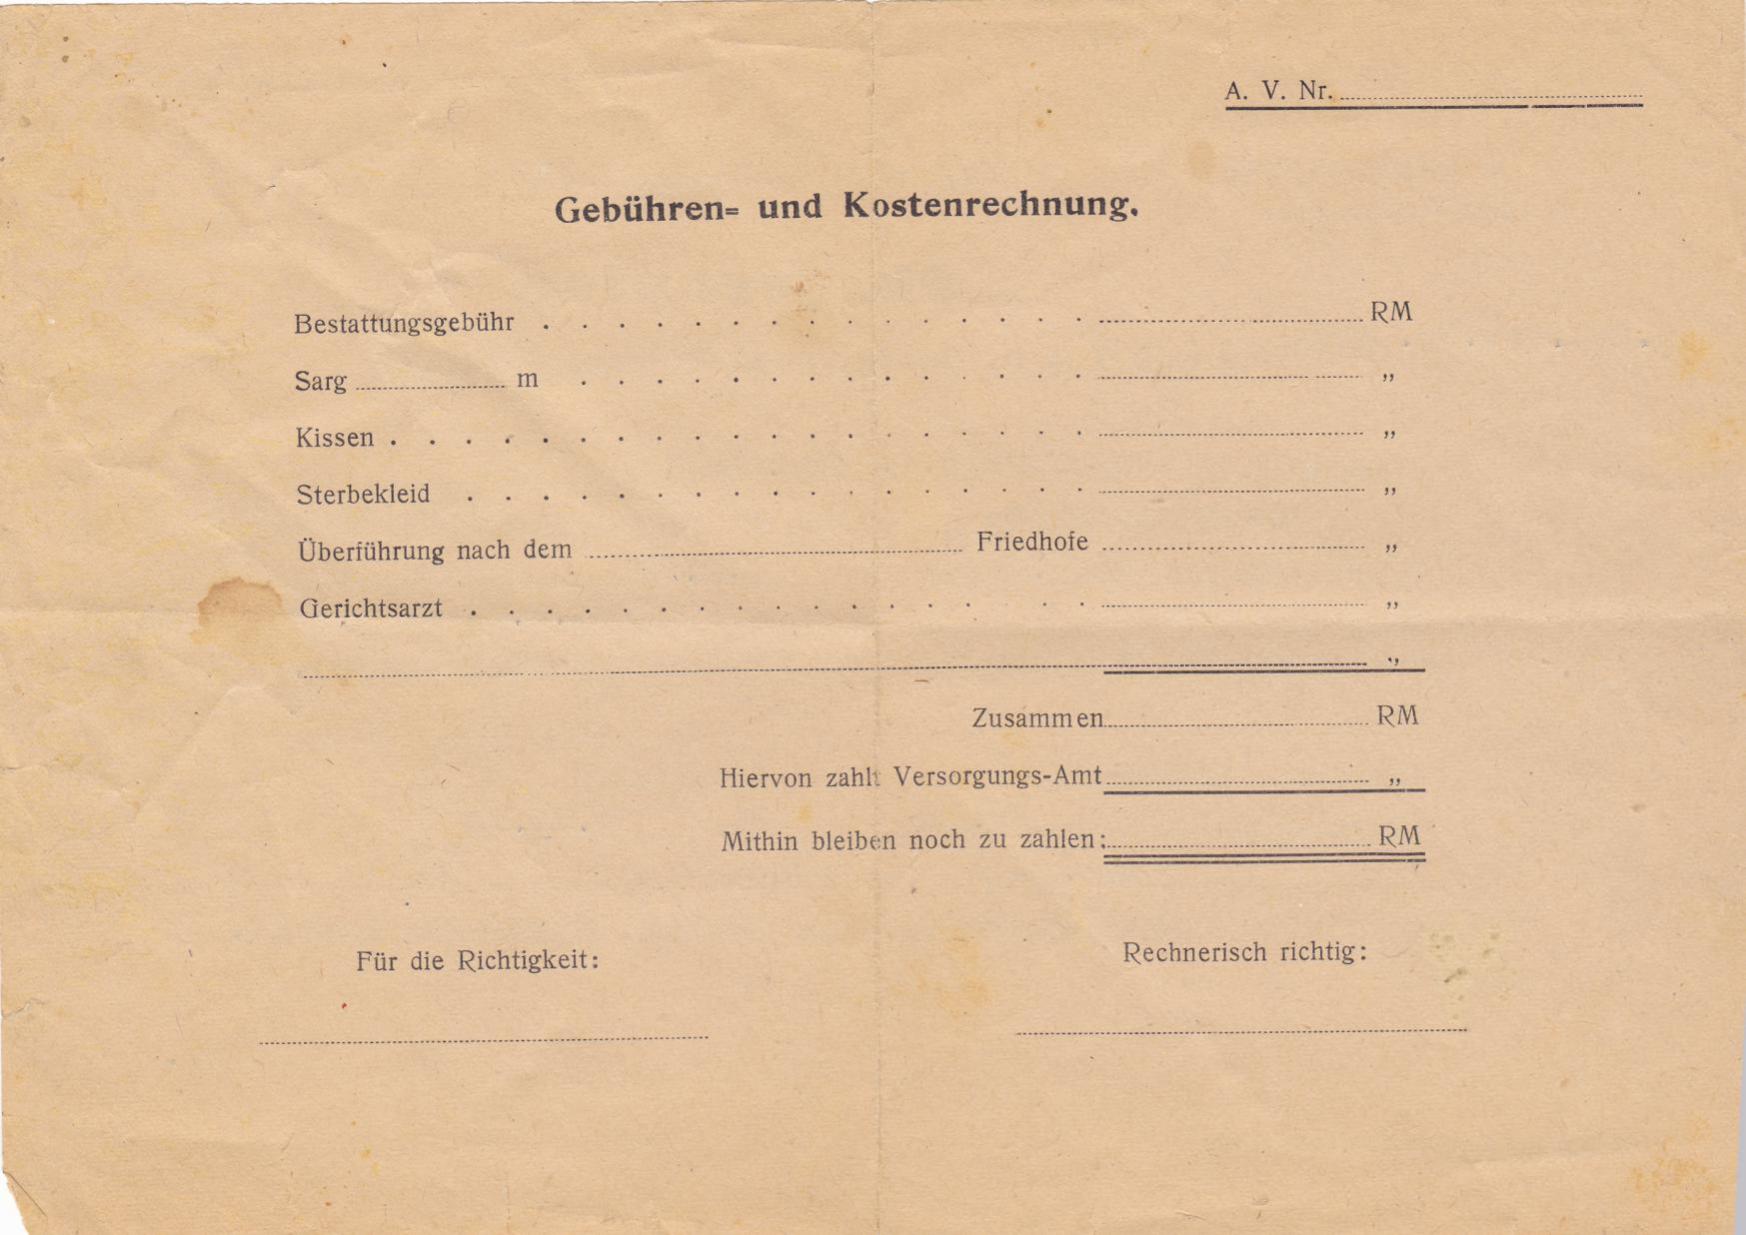 A. V. Nr.
Gebühren= und Kostenrechnung.
Bestattungsgebühr . . . . . . . . . . . . . . . RM
Sarg m . . . . . . . . . . . . . . „
Kissen . . . . . . . . . . . . . . . . . . . „
Sterbekleid . . . . . . . . . . . . . . . . . „
Überführung nach dem Friedhofe „
Gerichtsarzt . . . . . . . . . . . . . . . . „
„
Zusammen RM
Hiervon zahlt Versorgungs-Amt „
Mithin bleiben noch zu zahlen: RM
Für die Richtigkeit: Rechnerisch richtig: